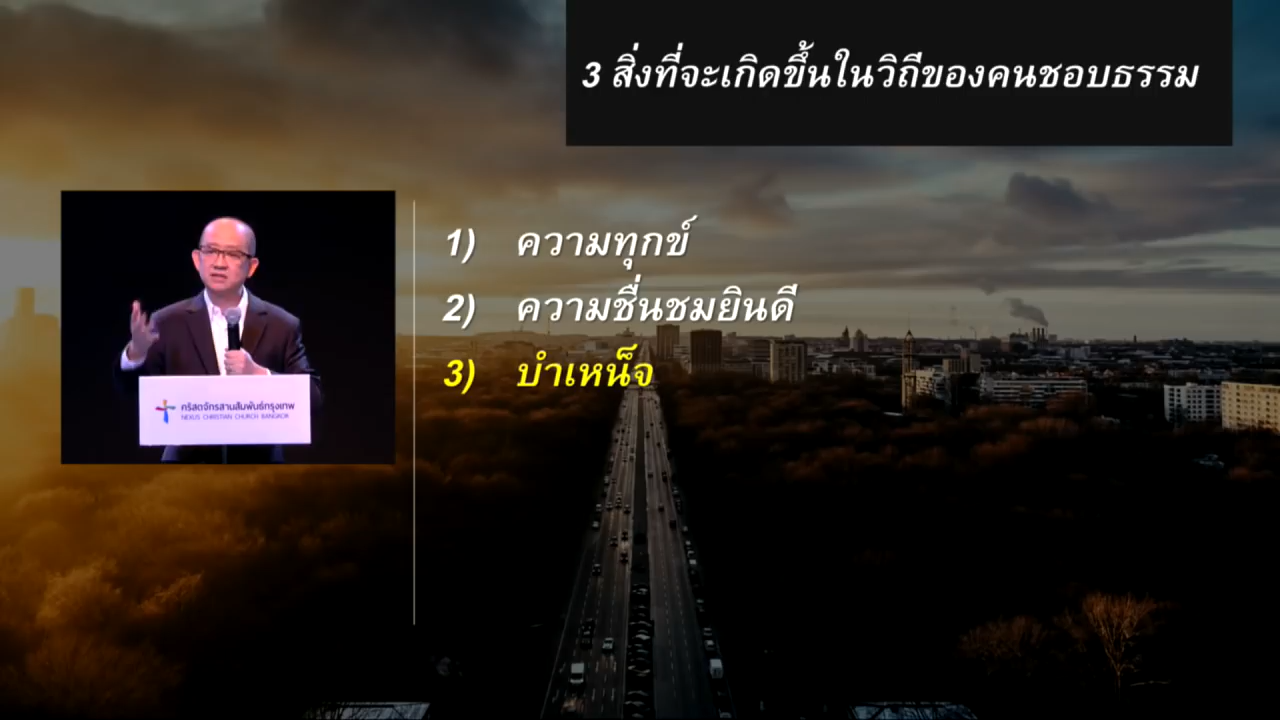 3 สิ่งที่จะเกิดขึ้นในวิถีของคนชอบธรรม
1) ความทุกข์
2) ความชื่นชมยินดี
3) บำเหน็จ
คริสตจักรสานสัมพันธ์กรุงเทพ
NEXUS CHRISTIAN CHURCH BANGKOK